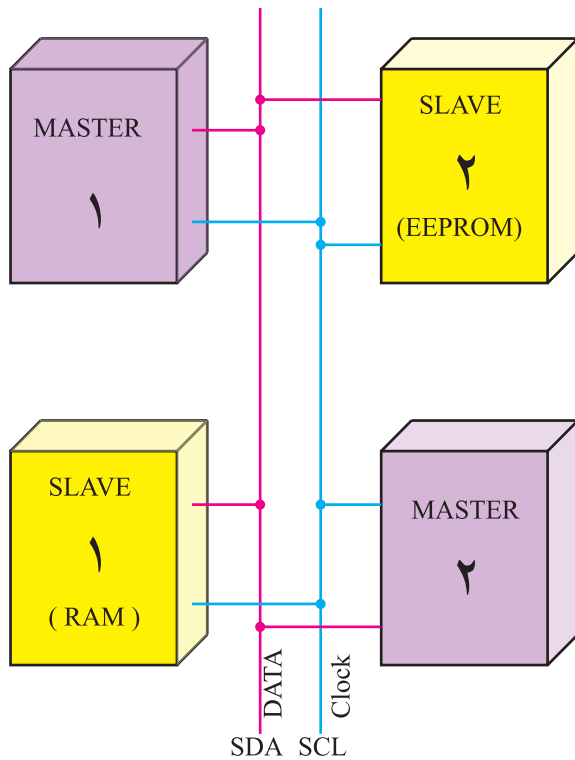 MASTER
۱
SLAVE
۲
(EEPROM)
SLAVE
۱
( RAM )
MASTER
۲
DATA
Clock
SDA SCL